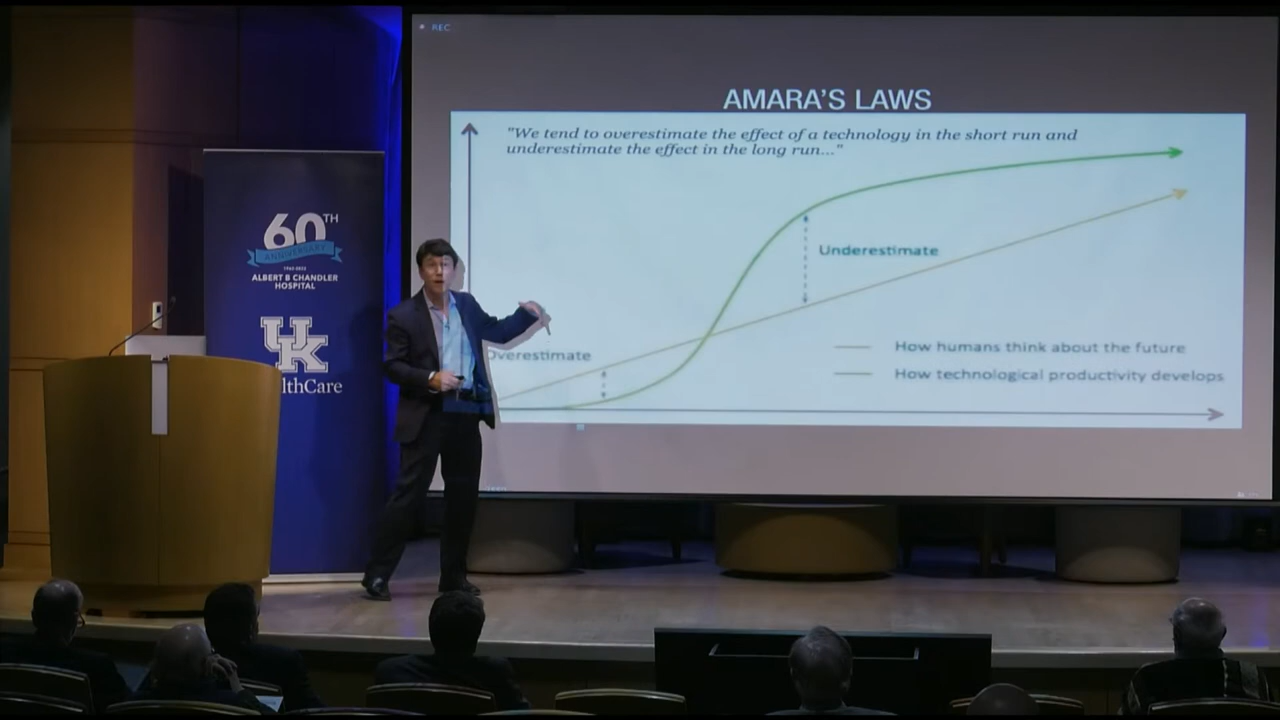 REC
AMARA'S LAWS
"We tend to overestimate the effect of a technology in the short run and
underestimate the effect in the long run..."
Underestimate
Overestimate
How humans think about the future
How technological productivity develops
60TH
ANNIVERSARY
1962-2022
ALBERT B CHANDLER
HOSPITAL
UK
lthCare